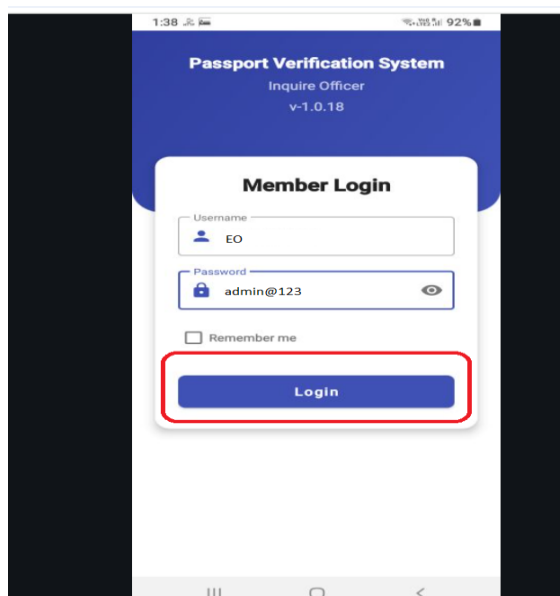 1:38 92%
Passport Verification System
Inquire Officer
v-1.0.18
Member Login
Username
EO
Password
admin@123
Remember me
Login